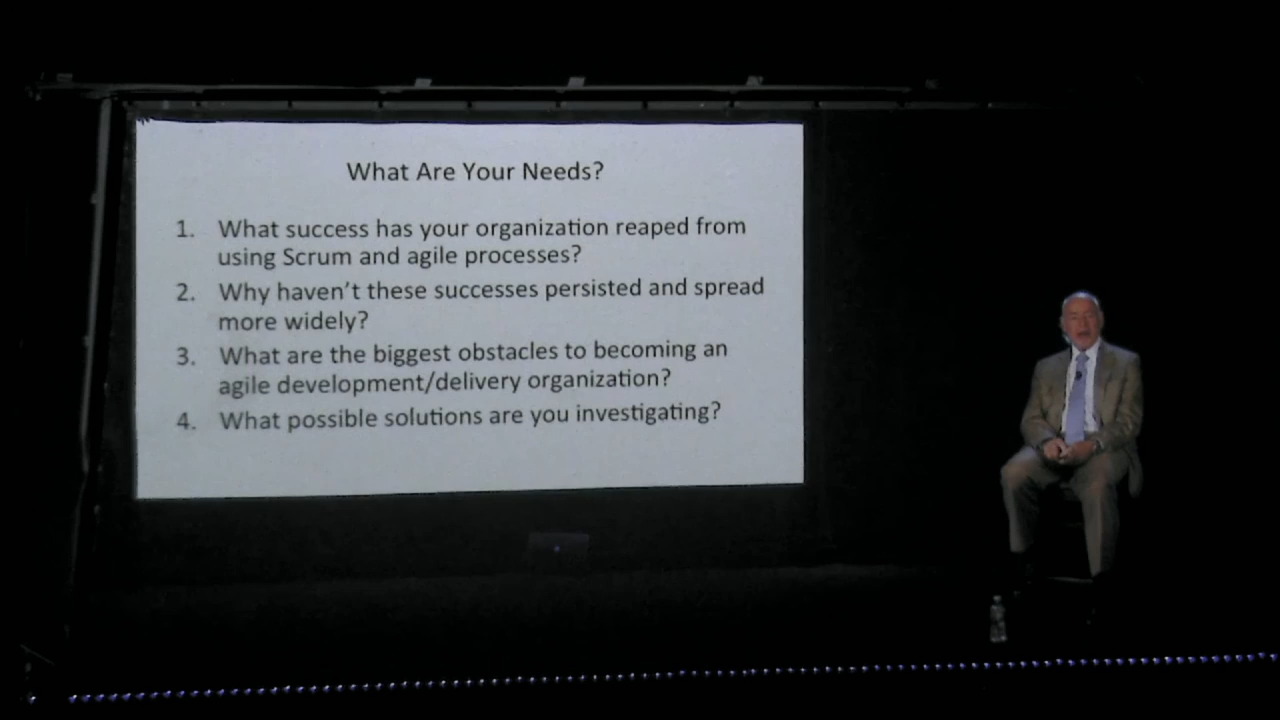 What Are Your Needs?
1. What success has your organization reaped from
using Scrum and agile processes?
2. Why haven't these successes persisted and spread
more widely?
3. What are the biggest obstacles to becoming an
agile development/delivery organization?
4. What possible solutions are you investigating?